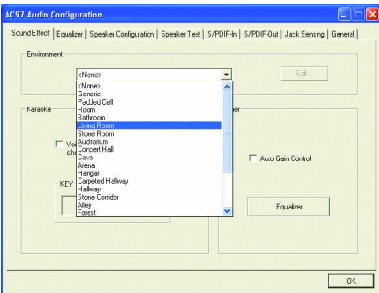 AC97 Audio Configuration
Sound Effect Equalizer Speaker Configuration Speaker Test S/PDIF-In S/PDIF-Out Jack Sensing General
Environment
<None>
Edit
<None>
Generic
Padded Cell
Room
Bathroom
Living Room
Stone Room
Auditorium
Concert Hall
Cave
Arena
Hangar
Carpeted Hallway
Hallway
Stone Corridor
Alley
Forest
Karaoke
Auto Gain Control
KEY
Equalizer
OK